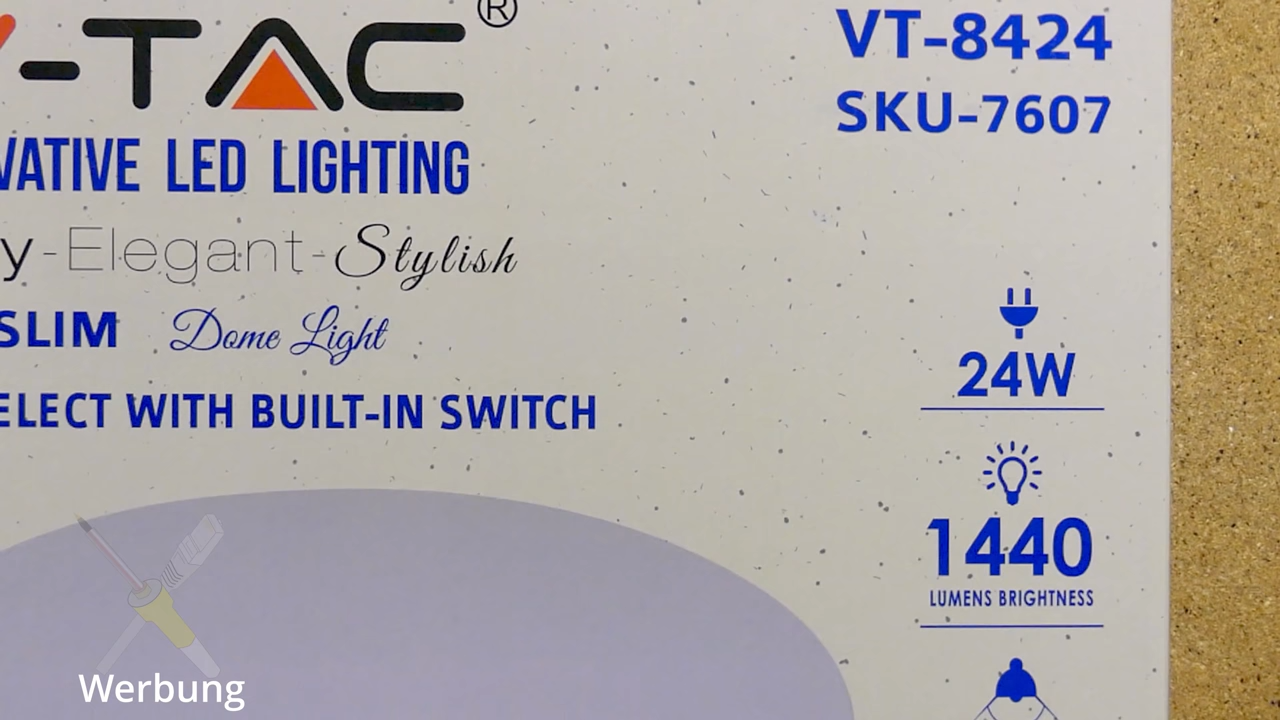 -TAC®
VATIVE LED LIGHTING
y-Elegant-Stylish
SLIM Dome Light
ELECT WITH BUILT-IN SWITCH
VT-8424
SKU-7607
24W
1440
LUMENS BRIGHTNESS
Werbung